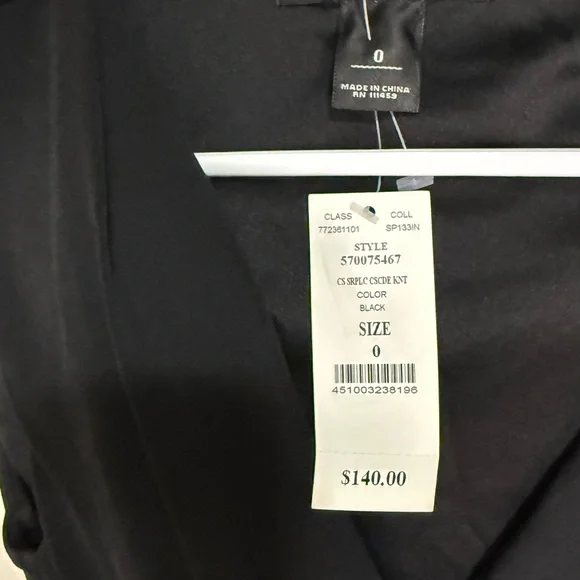 0
MADE IN CHINA
RN 111459
CLASS COLL
772361101 SP133IN
STYLE
570075467
CS SRPLC CSCDE KNT
COLOR
BLACK
SIZE
0
451003238196
$140.00